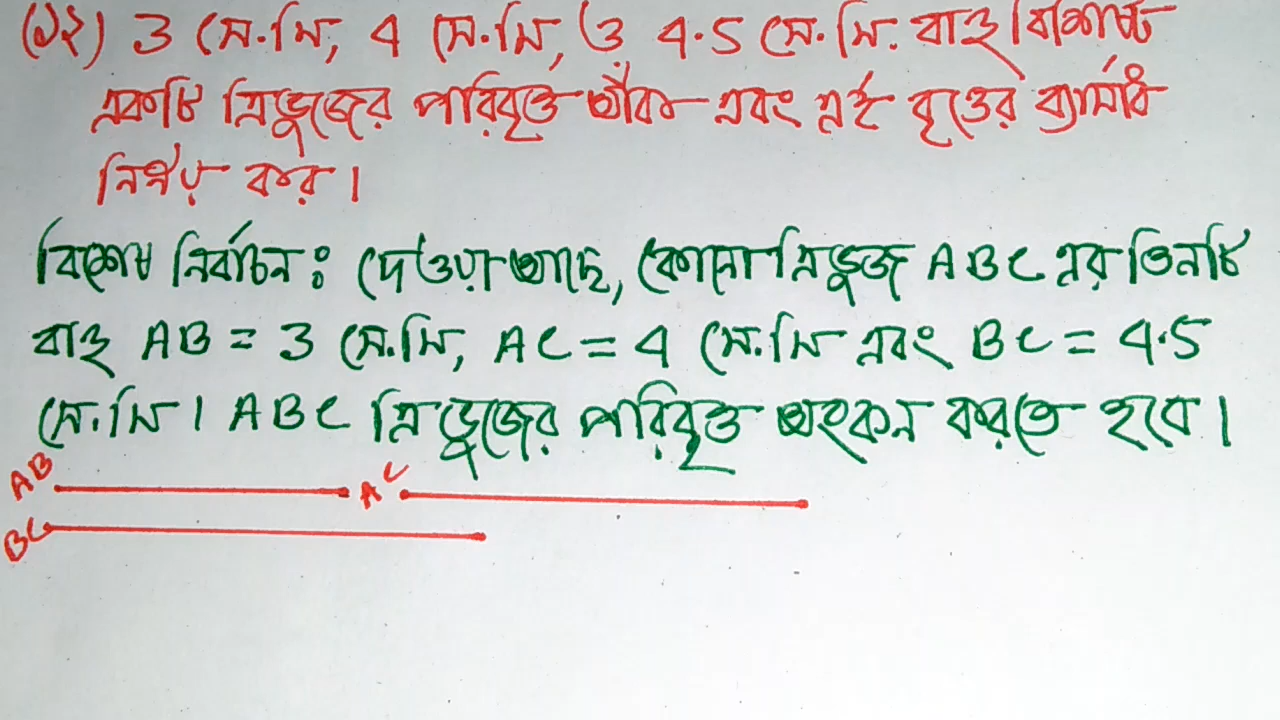 (১২) 3 সে.মি, 4 সে.মি, ও 4.5 সে.মি. বাহু বিশিষ্ট
একটি ত্রিভুজের পরিবৃত্ত আঁক এবং এই বৃত্তের ব্যাসার্ধ
নির্ণয় কর।
বিশেষ নির্বাচন: দেওয়া আছে, কোনো ত্রিভুজ ABC এর তিনটি
বাহু AB = 3 সে.মি, AC = 4 সে.মি এবং BC = 4.5
সে.মি। ABC ত্রিভুজের পরিবৃত্ত অংকন করতে হবে।
AB AC
BC